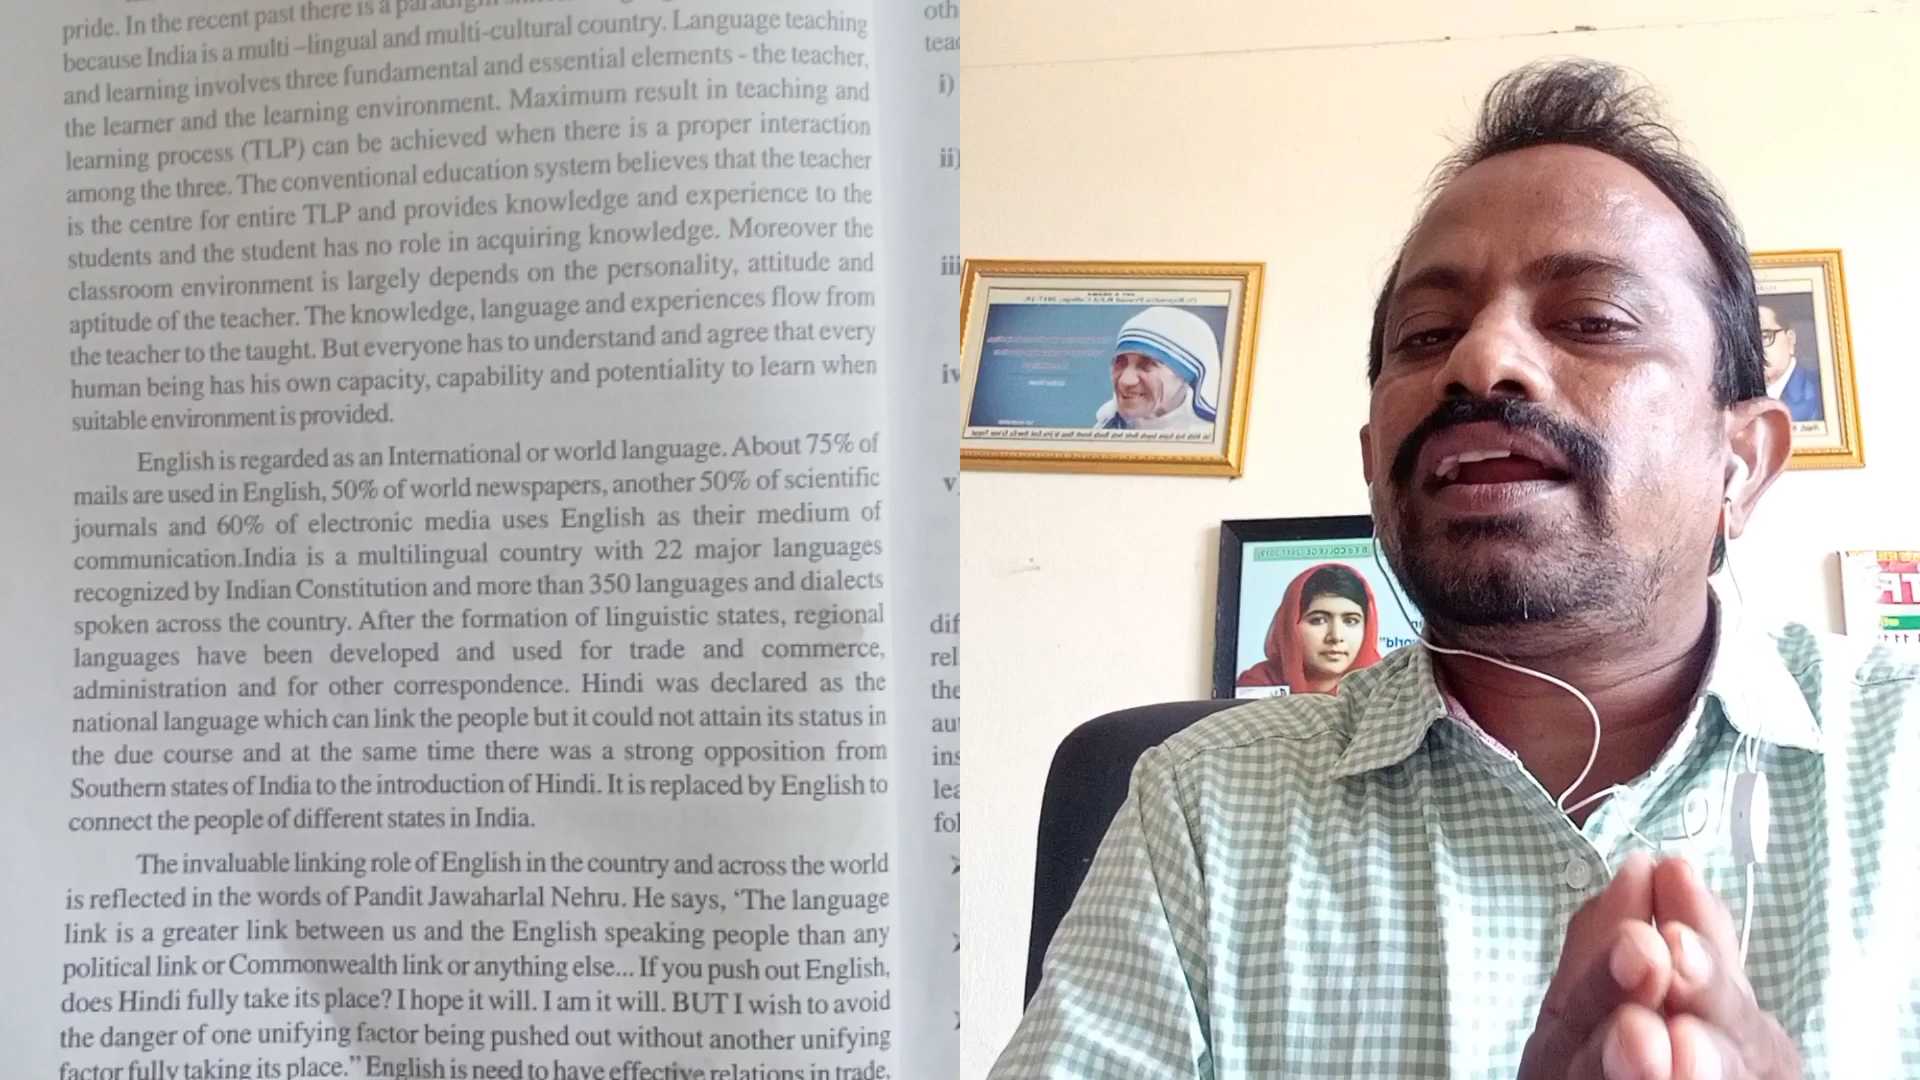 pride. In the recent past there is a paradigm
because India is a multi –lingual and multi-cultural country. Language teaching
and learning involves three fundamental and essential elements - the teacher,
the learner and the learning environment. Maximum result in teaching and
learning process (TLP) can be achieved when there is a proper interaction
among the three. The conventional education system believes that the teacher
is the centre for entire TLP and provides knowledge and experience to the
students and the student has no role in acquiring knowledge. Moreover the
classroom environment is largely depends on the personality, attitude and
aptitude of the teacher. The knowledge, language and experiences flow from
the teacher to the taught. But everyone has to understand and agree that every
human being has his own capacity, capability and potentiality to learn when
suitable environment is provided.
English is regarded as an International or world language. About 75% of
mails are used in English, 50% of world newspapers, another 50% of scientific
journals and 60% of electronic media uses English as their medium of
communication.India is a multilingual country with 22 major languages
recognized by Indian Constitution and more than 350 languages and dialects
spoken across the country. After the formation of linguistic states, regional
languages have been developed and used for trade and commerce,
administration and for other correspondence. Hindi was declared as the
national language which can link the people but it could not attain its status in
the due course and at the same time there was a strong opposition from
Southern states of India to the introduction of Hindi. It is replaced by English to
connect the people of different states in India.
The invaluable linking role of English in the country and across the world
is reflected in the words of Pandit Jawaharlal Nehru. He says, ‘The language
link is a greater link between us and the English speaking people than any
political link or Commonwealth link or anything else... If you push out English,
does Hindi fully take its place? I hope it will. I am it will. BUT I wish to avoid
the danger of one unifying factor being pushed out without another unifying
factor fully taking its place.” English is need to have effective relations in trade,
oth
tea
i)
ii)
iii
iv
v
dif
rel
the
au
ins
lea
fol
B.Ed COLLEGE, 2017-2019